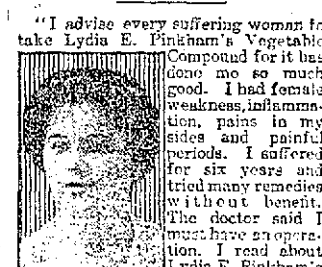 "I advise every suffering woman to
take Lydia E. Pinkham's Vegetable
Compound for it has
done me so much
good. I had female
weakness, inflamma-
tion, pains in my
sides and painful
periods. I suffered
for six years and
tried many remedies
without benefit.
The doctor said I
must have an opera-
tion. I read about
Lydia E. Pinkham's